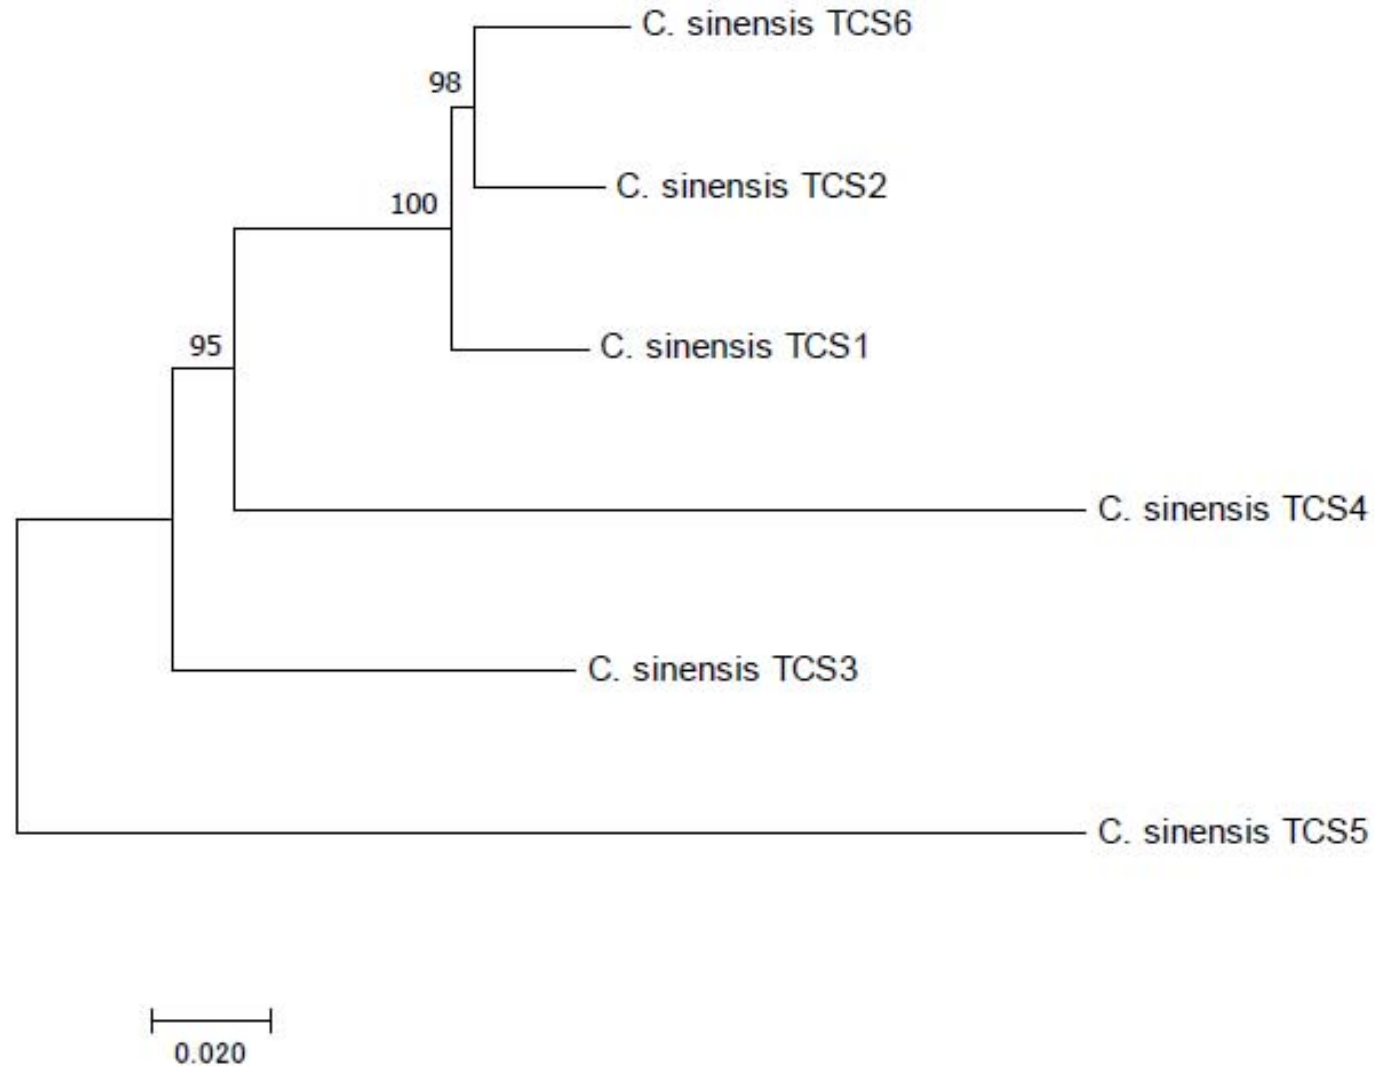 C. sinensis TCS6
98
C. sinensis TCS2
100
C. sinensis TCS1
95
C. sinensis TCS4
C. sinensis TCS3
C. sinensis TCS5
0.020